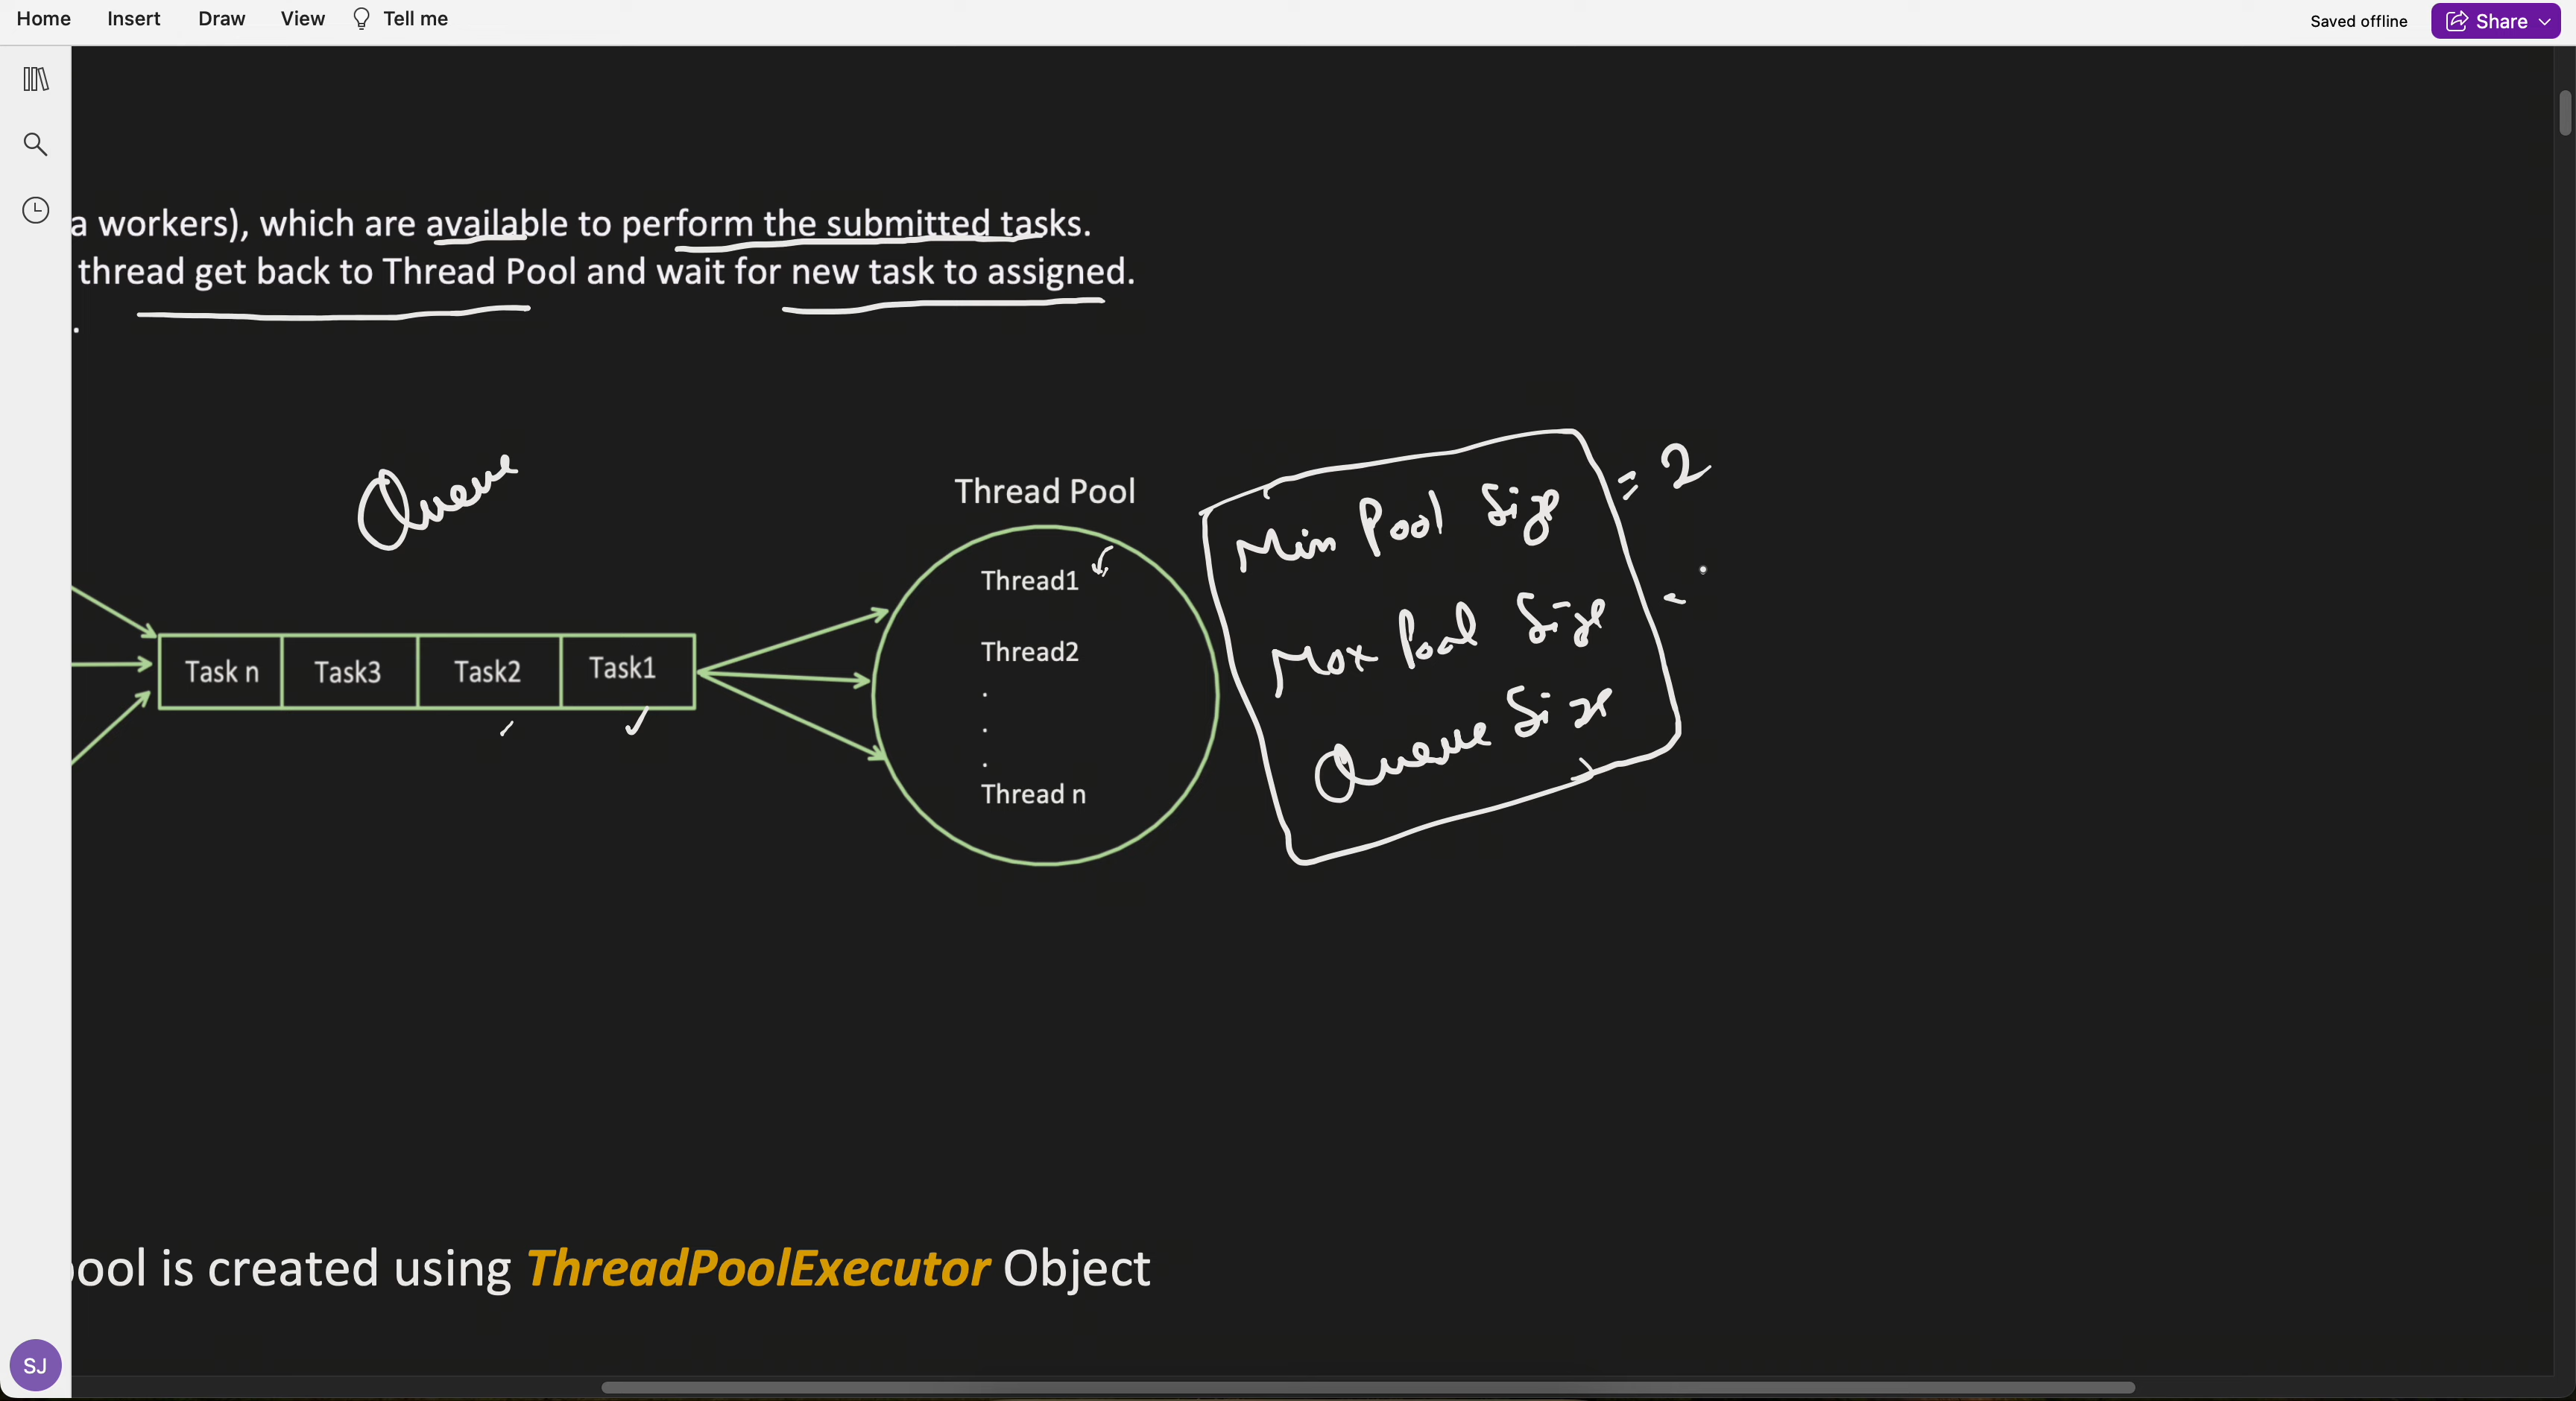 Home Insert Draw View Tell me Saved offline Share
a workers), which are available to perform the submitted tasks.
thread get back to Thread Pool and wait for new task to assigned.
.
Queue
Thread Pool
Min Pool Size = 2
Max Pool Size
Queue Size
Thread1
Thread2
.
.
.
Thread n
Task n Task3 Task2 Task1
ool is created using ThreadPoolExecutor Object
SJ